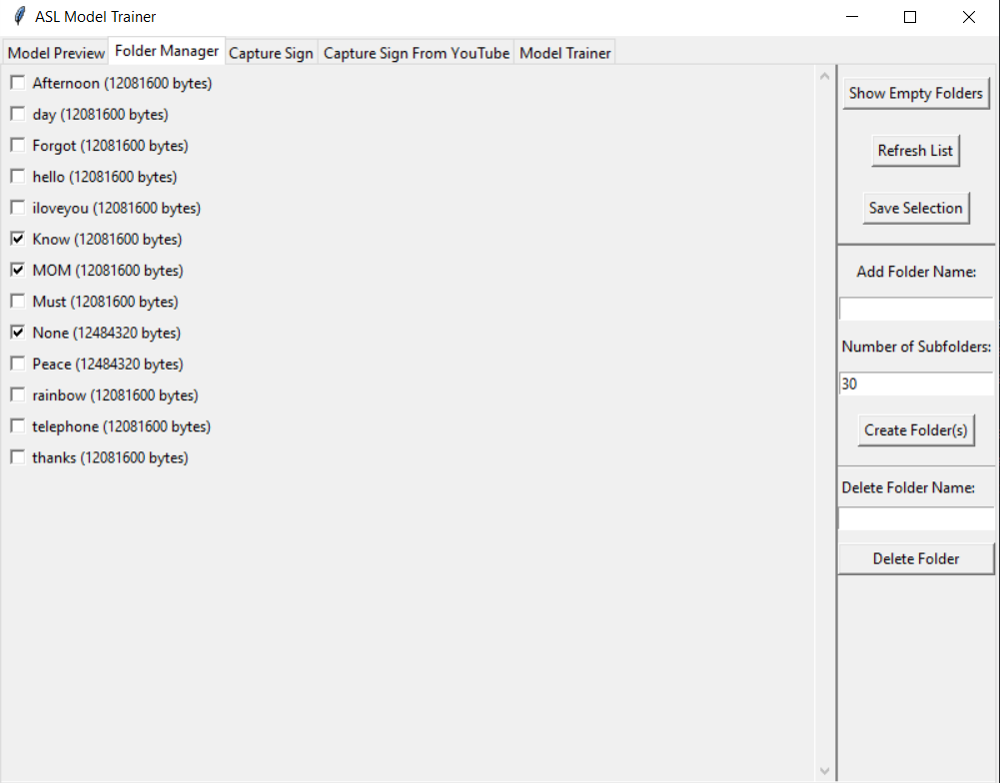 ASL Model Trainer
Model Preview Folder Manager Capture Sign Capture Sign From YouTube Model Trainer
Afternoon (12081600 bytes)
day (12081600 bytes)
Forgot (12081600 bytes)
hello (12081600 bytes)
iloveyou (12081600 bytes)
Know (12081600 bytes)
MOM (12081600 bytes)
Must (12081600 bytes)
None (12484320 bytes)
Peace (12484320 bytes)
rainbow (12081600 bytes)
telephone (12081600 bytes)
thanks (12081600 bytes)
Show Empty Folders
Refresh List
Save Selection
Add Folder Name:
Number of Subfolders:
30
Create Folder(s)
Delete Folder Name:
Delete Folder